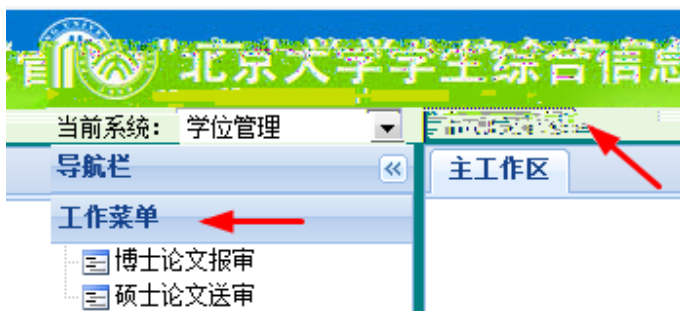 北京大学学生综合信息
当前系统： 学位管理
导航栏
主工作区
工作菜单
博士论文报审
硕士论文送审